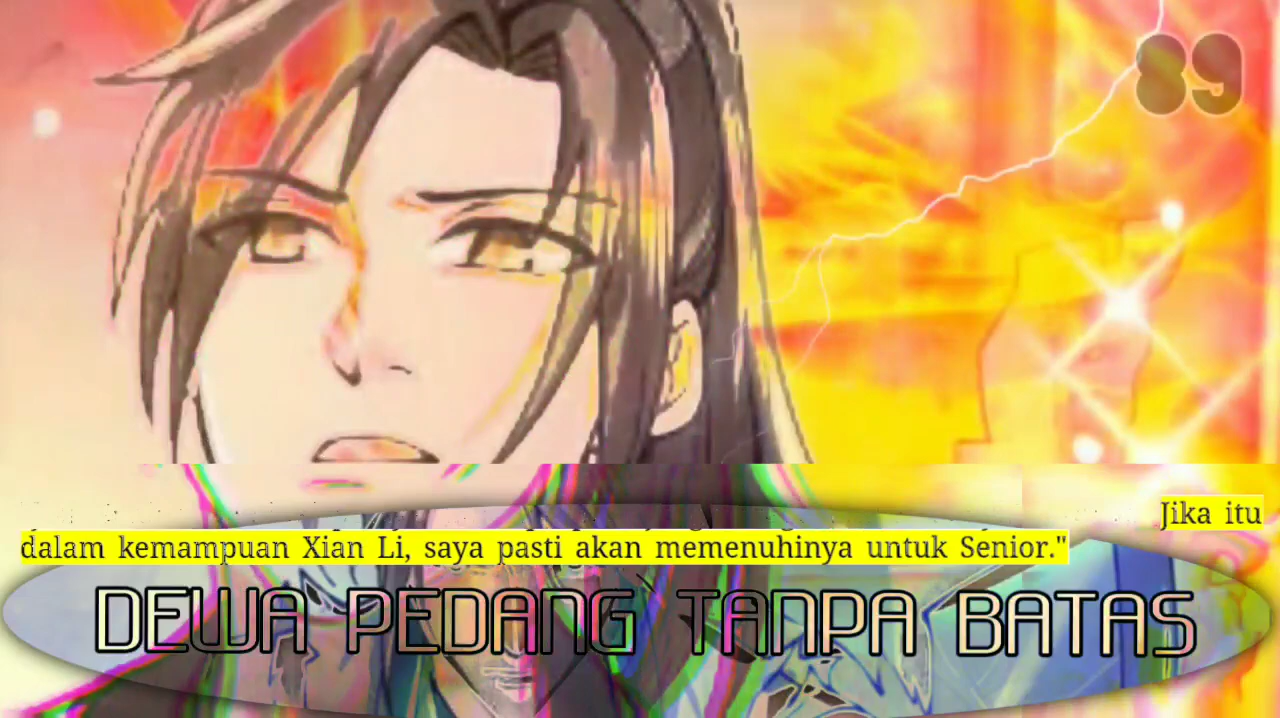 89
Jika itu
dalam kemampuan Xian Li, saya pasti akan memenuhinya untuk Senior."
DEWA PEDANG TANPA BATAS